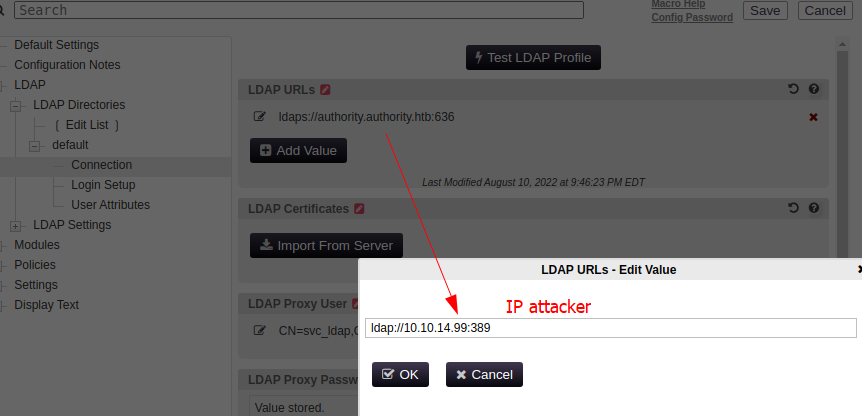 Search
Macro Help
Config Password
Save
Cancel
Default Settings
Configuration Notes
LDAP
LDAP Directories
[ Edit List ]
default
Connection
Login Setup
User Attributes
LDAP Settings
Modules
Policies
Settings
Display Text
Test LDAP Profile
LDAP URLs
ldaps://authority.authority.htb:636
Add Value
Last Modified August 10, 2022 at 9:46:23 PM EDT
LDAP Certificates
Import From Server
LDAP Proxy User
CN=svc_ldap,
LDAP Proxy Passw
Value stored.
LDAP URLs - Edit Value
IP attacker
ldap://10.10.14.99:389
OK
Cancel